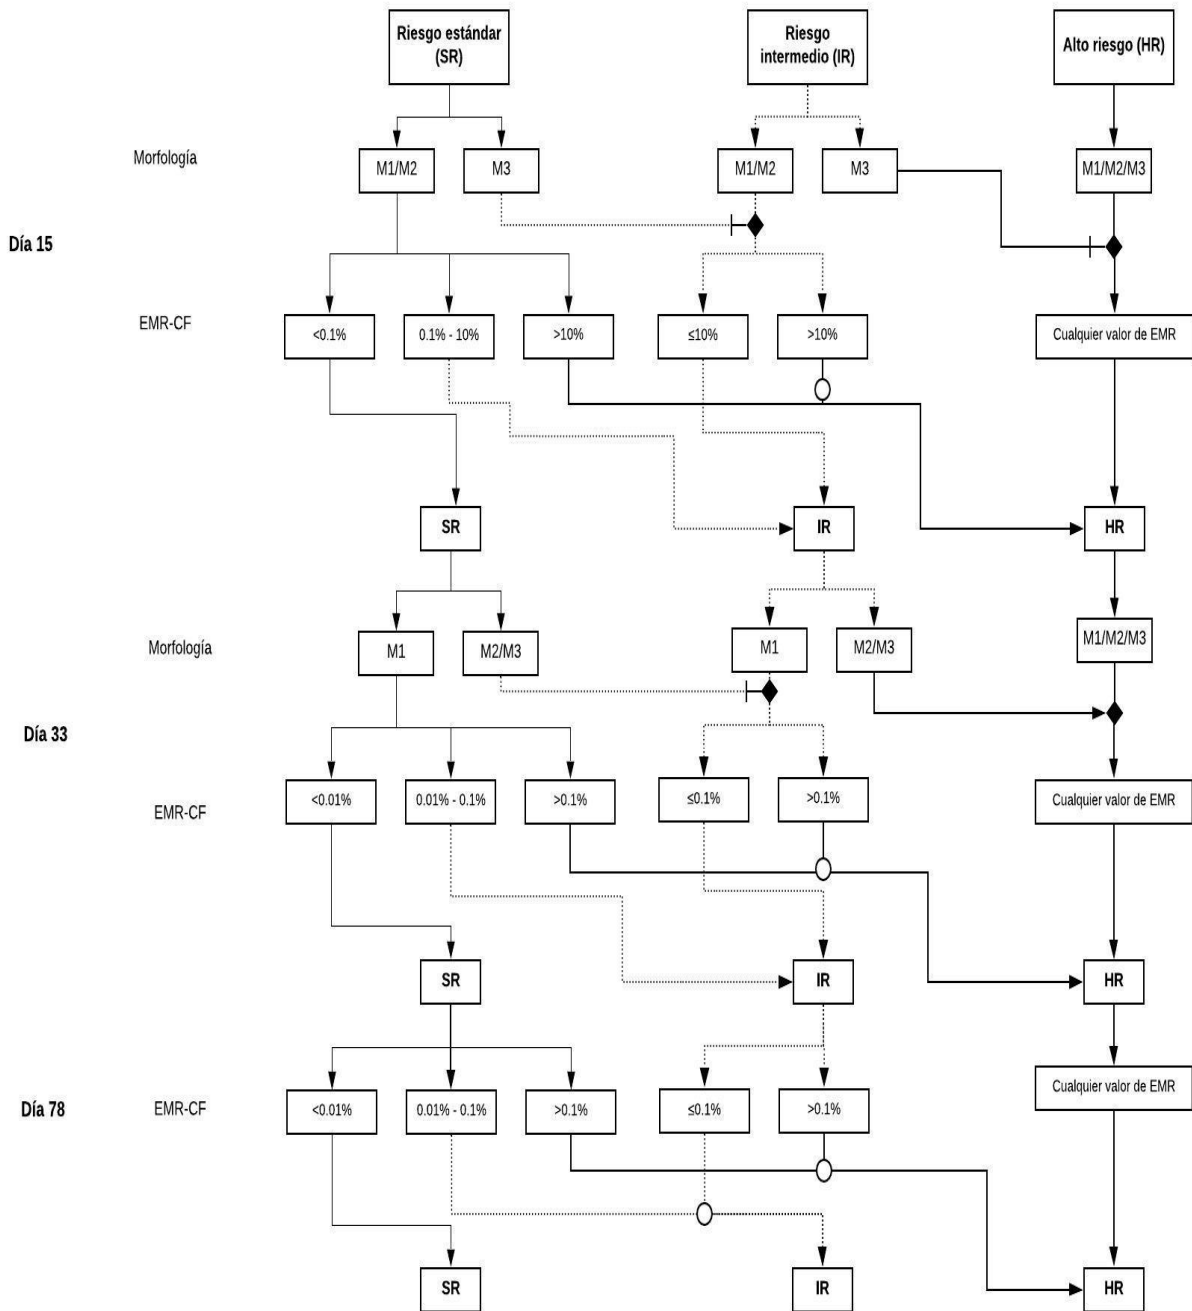 Riesgo estándar
(SR)
Riesgo
intermedio (IR)
Alto riesgo (HR)
Morfología
M1/M2
M3
M1/M2
M3
M1/M2/M3
Día 15
EMR-CF
<0.1%
0.1% - 10%
>10%
≤10%
>10%
Cualquier valor de EMR
SR
IR
HR
Morfología
M1
M2/M3
M1
M2/M3
M1/M2/M3
Día 33
EMR-CF
<0.01%
0.01% - 0.1%
>0.1%
≤0.1%
>0.1%
Cualquier valor de EMR
SR
IR
HR
Día 78
EMR-CF
<0.01%
0.01% - 0.1%
>0.1%
≤0.1%
>0.1%
Cualquier valor de EMR
SR
IR
HR